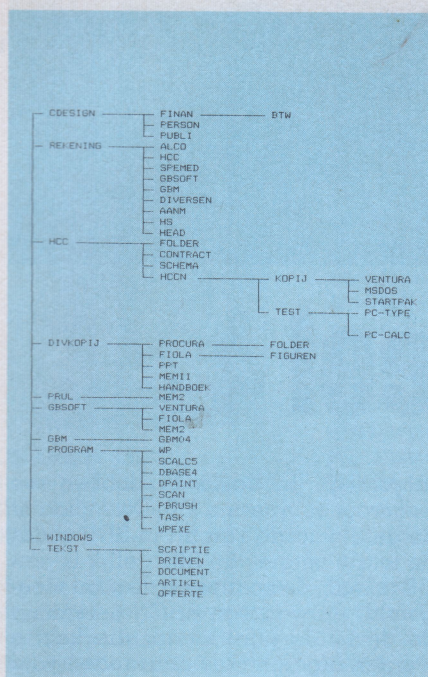 CDESIGN FINAN BTW
PERSON
PUBLI
REKENING ALCO
HCC
SPEMED
GBSOFT
GBM
DIVERSEN
AANM
HS
HEAD
HCC FOLDER
CONTRACT
SCHEMA
HCCN KOPIJ VENTURA
MSDOS
STARTPAK
TEST PC-TYPE
PC-CALC
DIVKOPIJ PROCURA FOLDER
FIOLA FIGUREN
PPT
MEMII
HANDBOEK
PRUL MEM2
GBSOFT VENTURA
FIOLA
MEM2
GBM GBM04
PROGRAM WP
SCALC5
DBASE4
DPAINT
SCAN
PBRUSH
TASK
WPEXE
WINDOWS
TEKST SCRIPTIE
BRIEVEN
DOCUMENT
ARTIKEL
OFFERTE